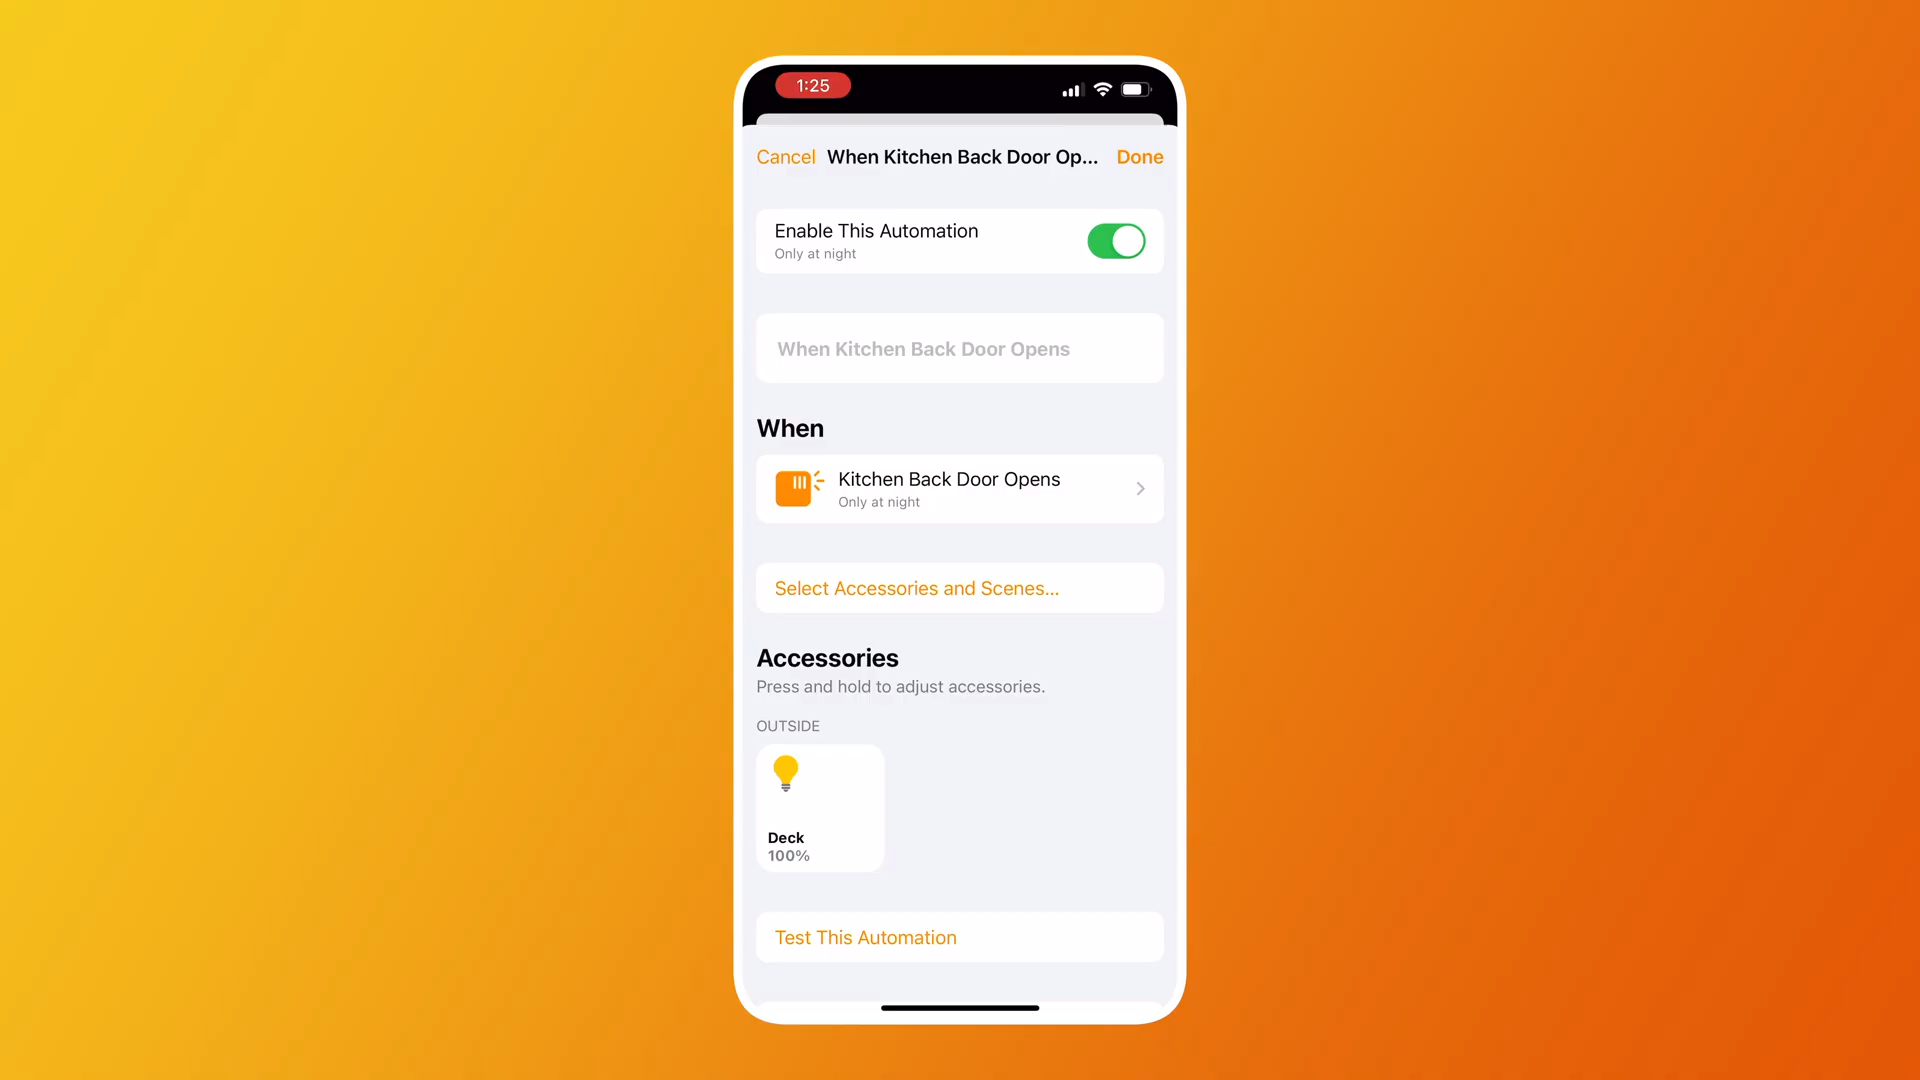 1:25
Cancel When Kitchen Back Door Op... Done
Enable This Automation
Only at night
When Kitchen Back Door Opens
When
Kitchen Back Door Opens
Only at night
Select Accessories and Scenes...
Accessories
Press and hold to adjust accessories.
OUTSIDE
Deck
100%
Test This Automation